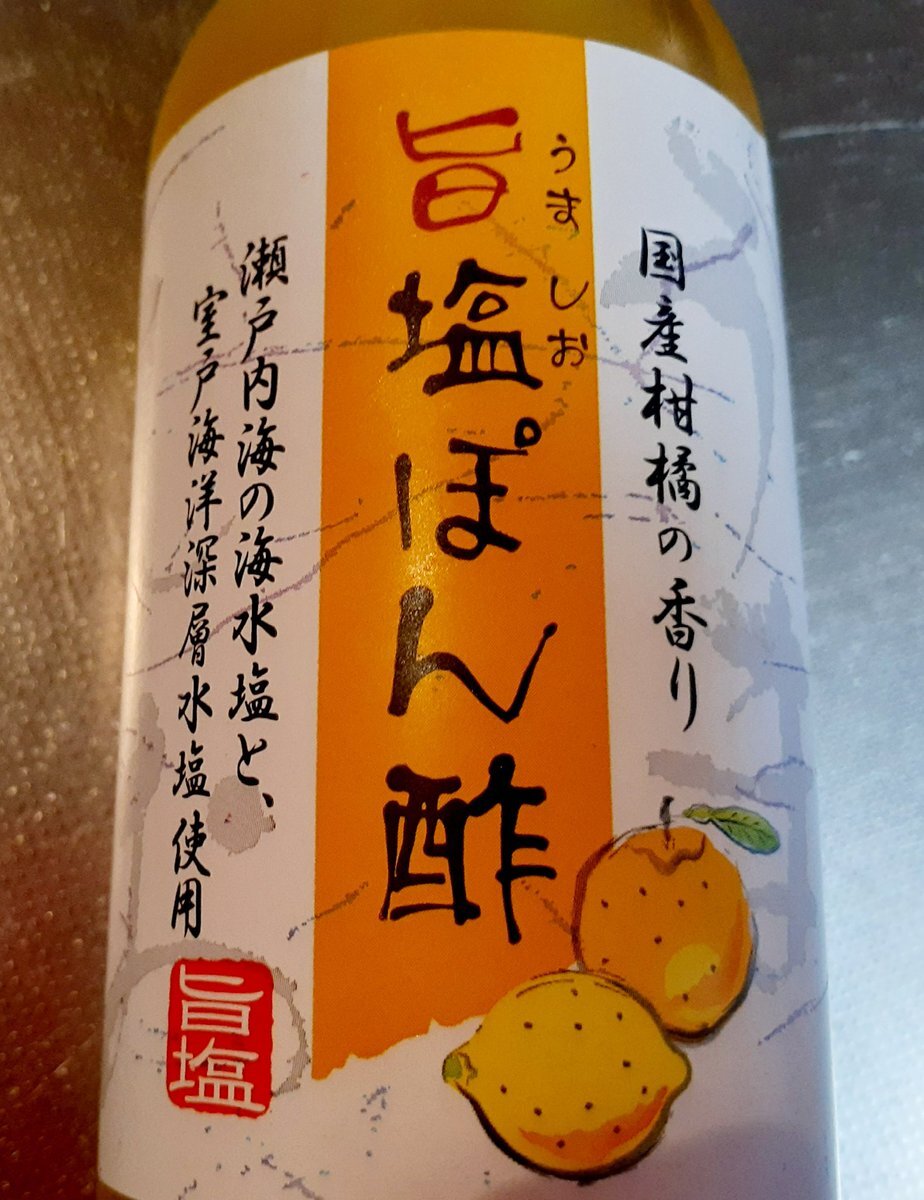 国産柑橘の香り
うましお
旨塩ぽん酢
瀬戸内海の海水塩と、
室戸海洋深層水塩使用
旨塩